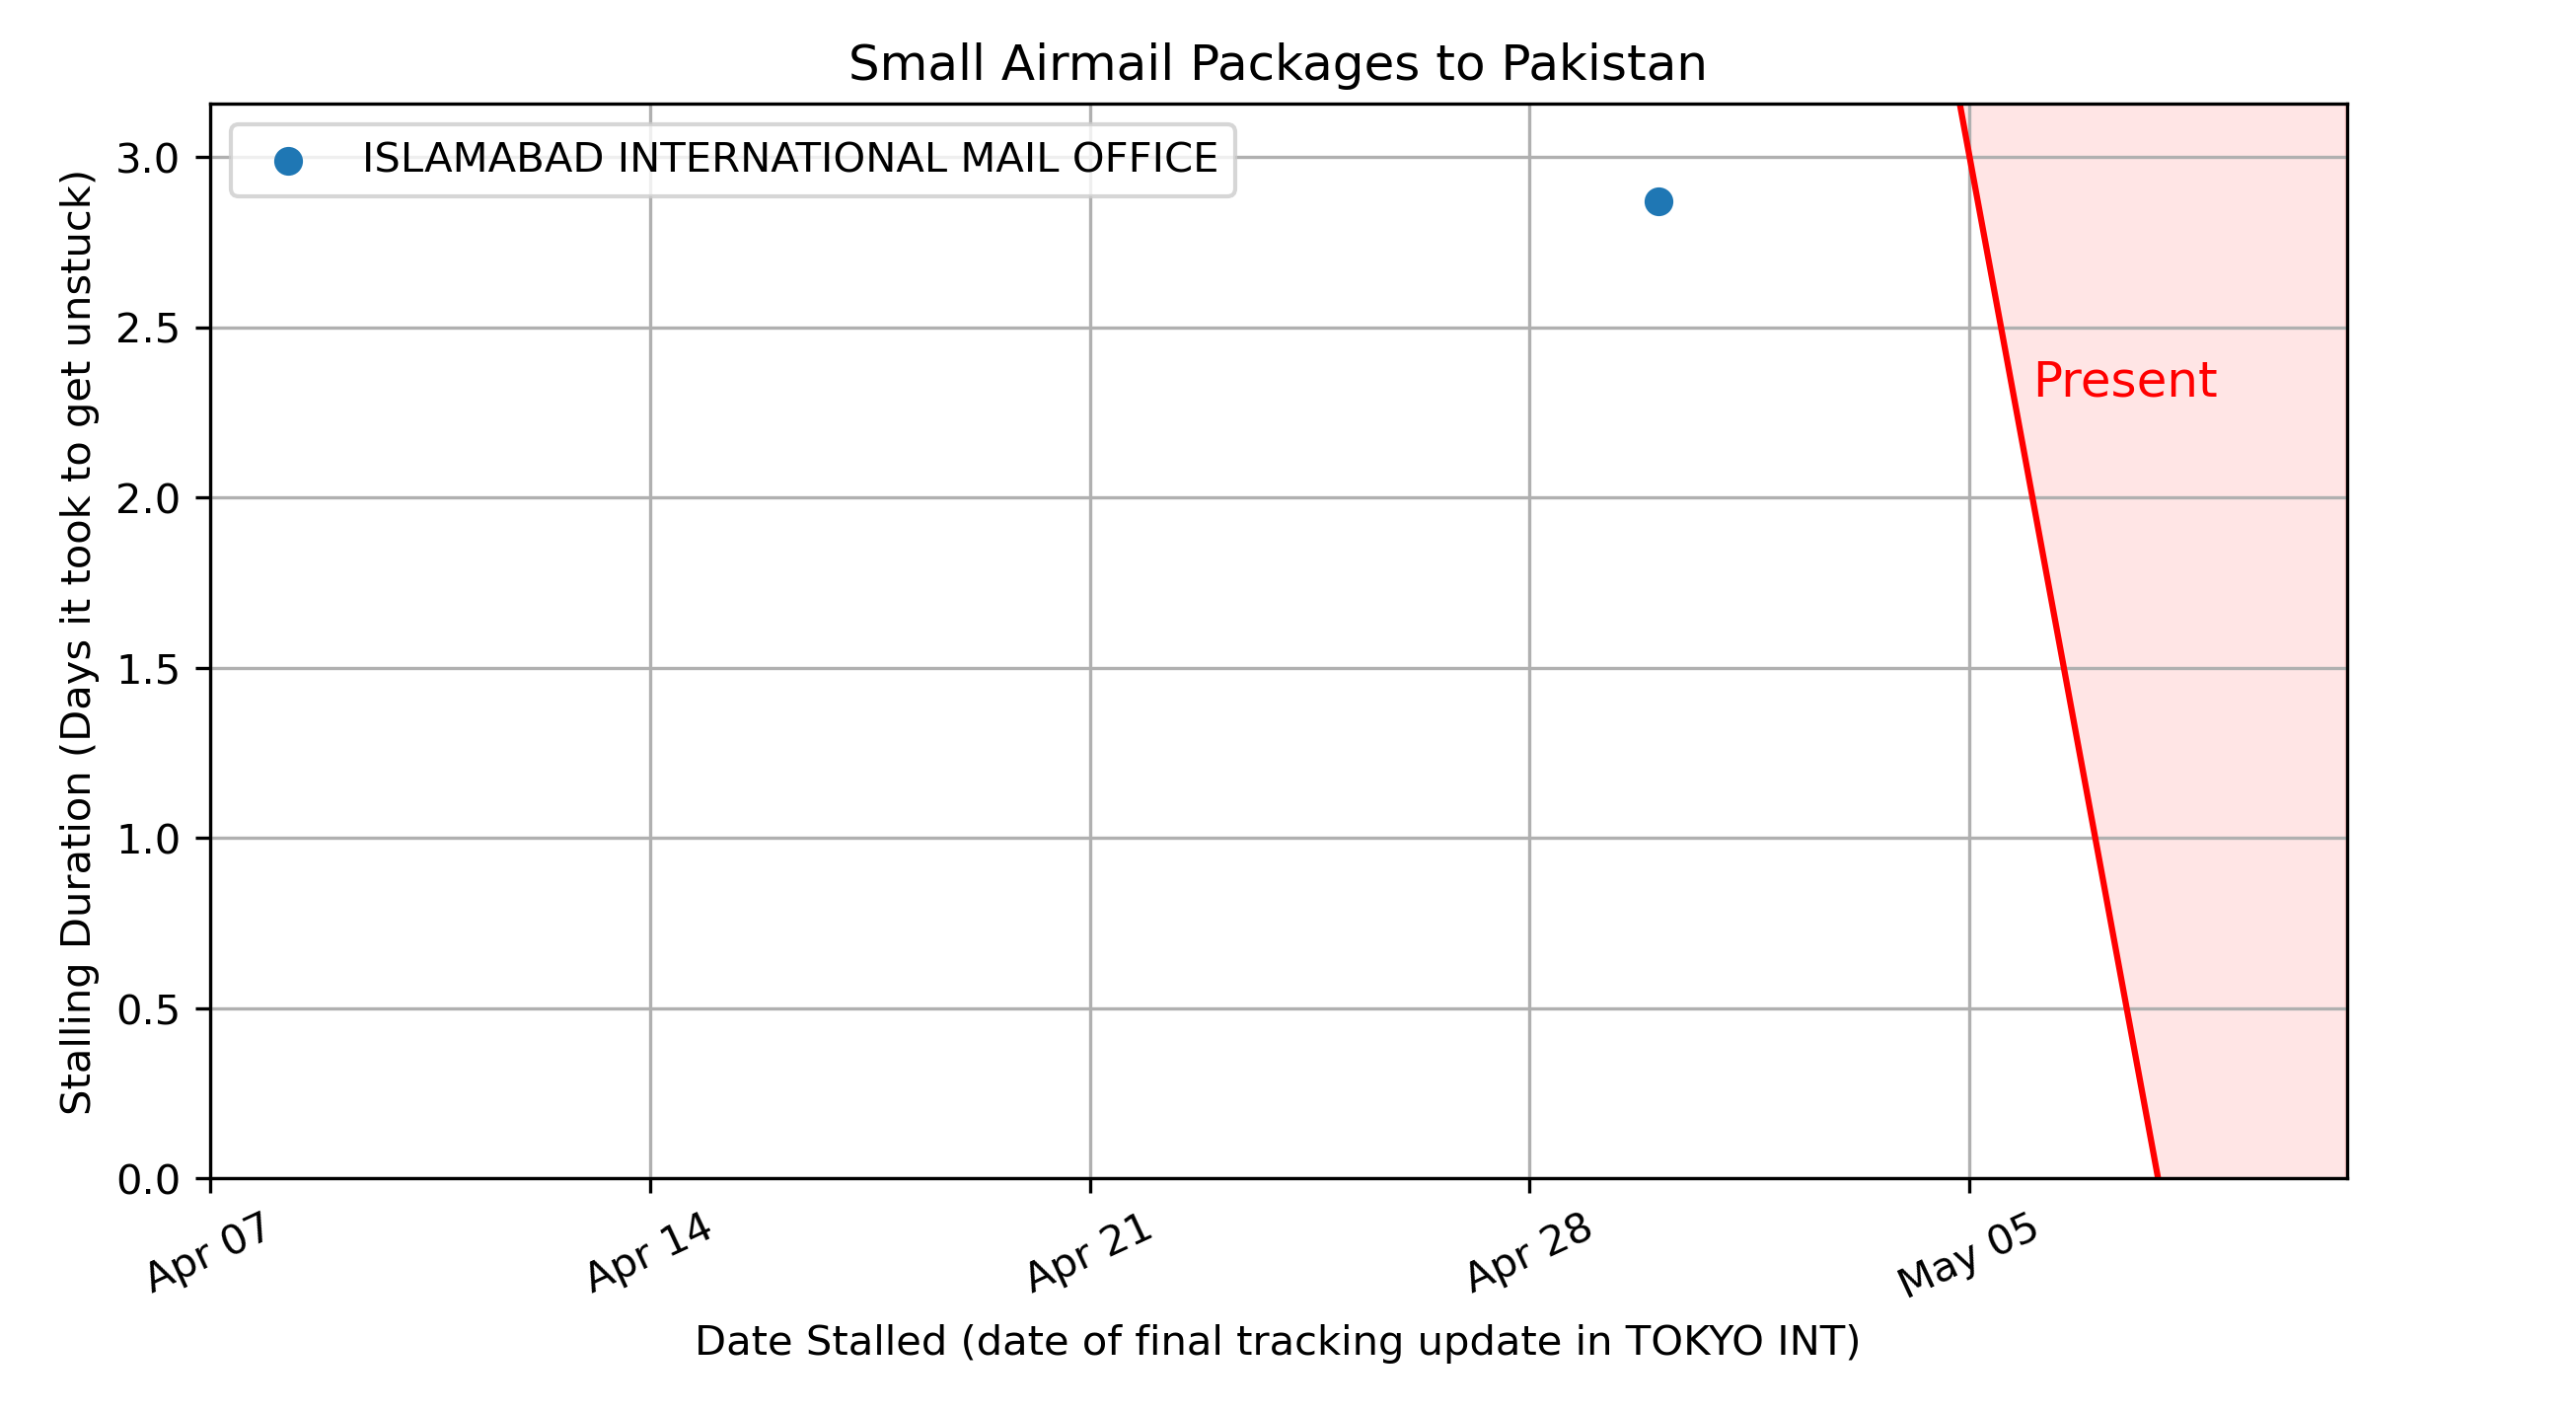 Small Airmail Packages to Pakistan
ISLAMABAD INTERNATIONAL MAIL OFFICE
Present
Stalling Duration (Days it took to get unstuck)
3.0
2.5
2.0
1.5
1.0
0.5
0.0
Apr 07
Apr 14
Apr 21
Apr 28
May 05
Date Stalled (date of final tracking update in TOKYO INT)